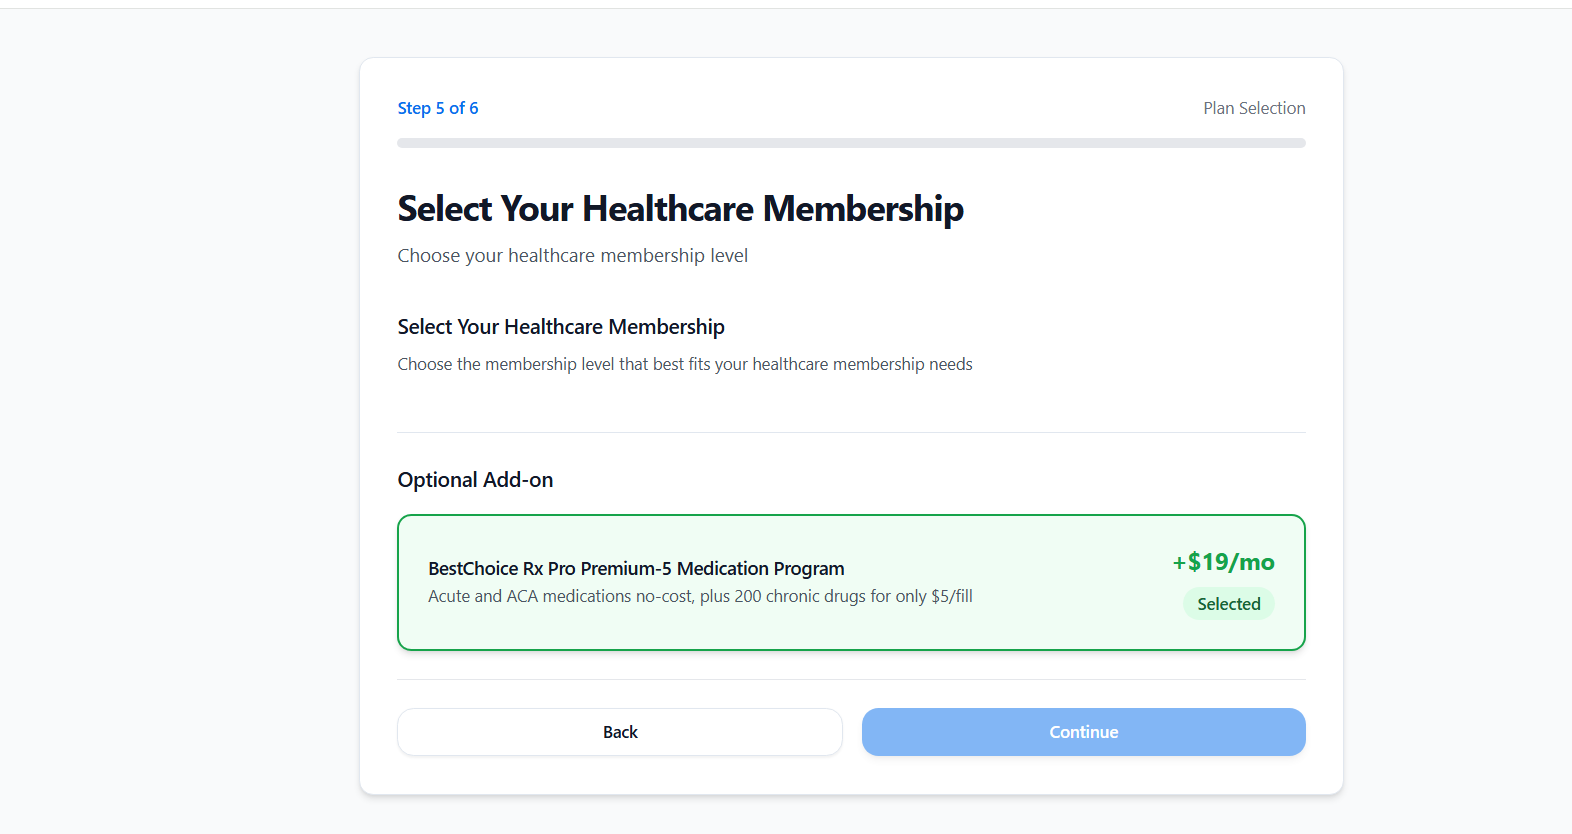 Step 5 of 6
Plan Selection
Select Your Healthcare Membership
Choose your healthcare membership level
Select Your Healthcare Membership
Choose the membership level that best fits your healthcare membership needs
Optional Add-on
BestChoice Rx Pro Premium-5 Medication Program
Acute and ACA medications no-cost, plus 200 chronic drugs for only $5/fill
+$19/mo
Selected
Back
Continue